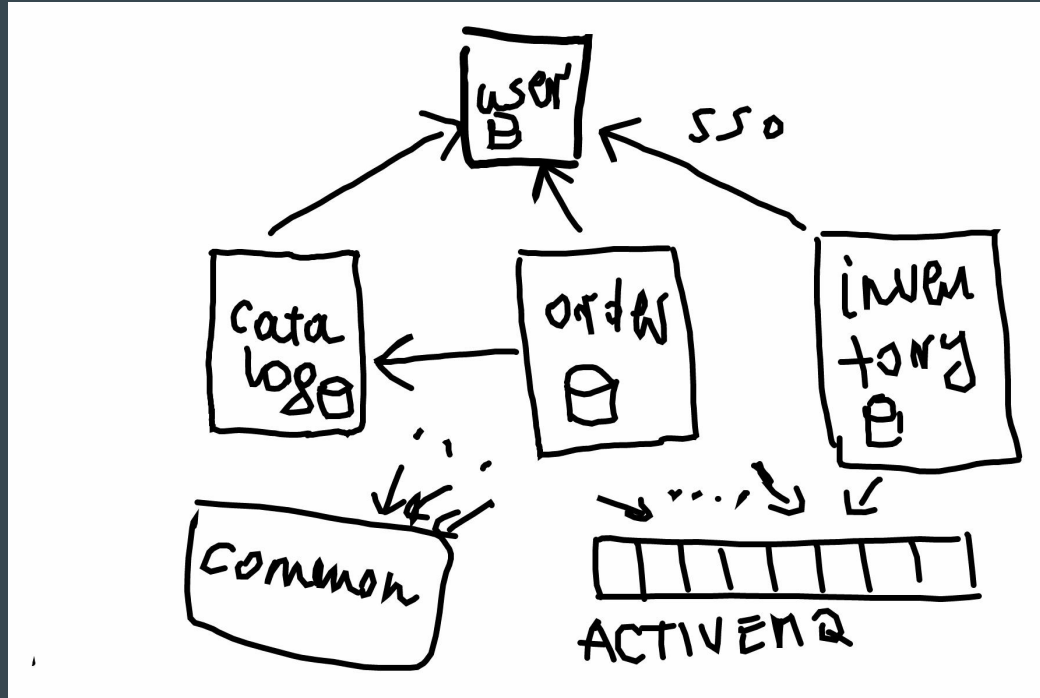 user
SSO
cata
log
order
inven
tory
common
ACTIVEMQ